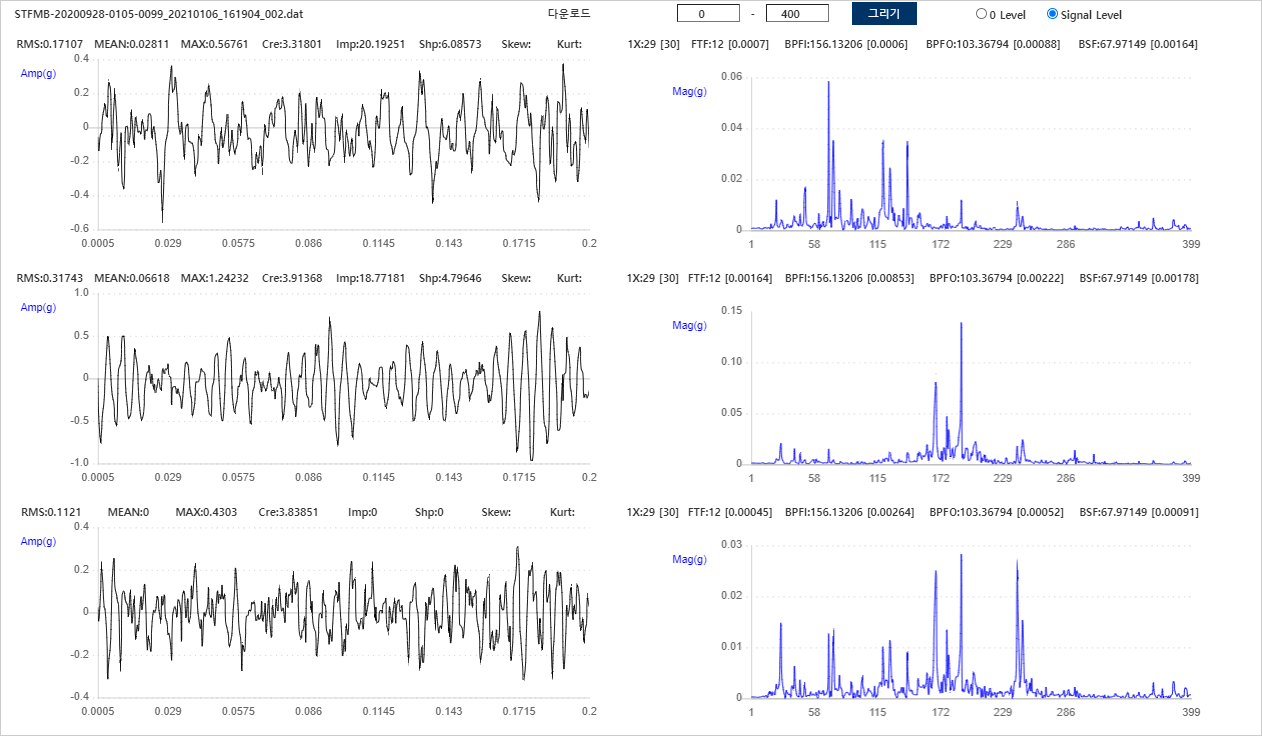 STFMB-20200928-0105-0099_20210106_161904_002.dat 다운로드 0 - 400 그리기 0 Level Signal Level
RMS:0.17107 MEAN:0.02811 MAX:0.56761 Cre:3.31801 Imp:20.19251 Shp:6.08573 Skew: Kurt:
Amp(g)
0.4
0.2
0
-0.2
-0.4
-0.6
0.0005 0.029 0.0575 0.086 0.1145 0.143 0.1715 0.2
1X:29 [30] FTF:12 [0.0007] BPFI:156.13206 [0.0006] BPFO:103.36794 [0.00088] BSF:67.97149 [0.00164]
Mag(g)
0.06
0.04
0.02
0
1 58 115 172 229 286 399
RMS:0.31743 MEAN:0.06618 MAX:1.24232 Cre:3.91368 Imp:18.77181 Shp:4.79646 Skew: Kurt:
Amp(g)
1.0
0.5
0
-0.5
-1.0
0.0005 0.029 0.0575 0.086 0.1145 0.143 0.1715 0.2
1X:29 [30] FTF:12 [0.00164] BPFI:156.13206 [0.00853] BPFO:103.36794 [0.00222] BSF:67.97149 [0.00178]
Mag(g)
0.15
0.10
0.05
0
1 58 115 172 229 286 399
RMS:0.1121 MEAN:0 MAX:0.4303 Cre:3.83851 Imp:0 Shp:0 Skew: Kurt:
Amp(g)
0.4
0.2
0
-0.2
-0.4
0.0005 0.029 0.0575 0.086 0.1145 0.143 0.1715 0.2
1X:29 [30] FTF:12 [0.00045] BPFI:156.13206 [0.00264] BPFO:103.36794 [0.00052] BSF:67.97149 [0.00091]
Mag(g)
0.03
0.02
0.01
0
1 58 115 172 229 286 399